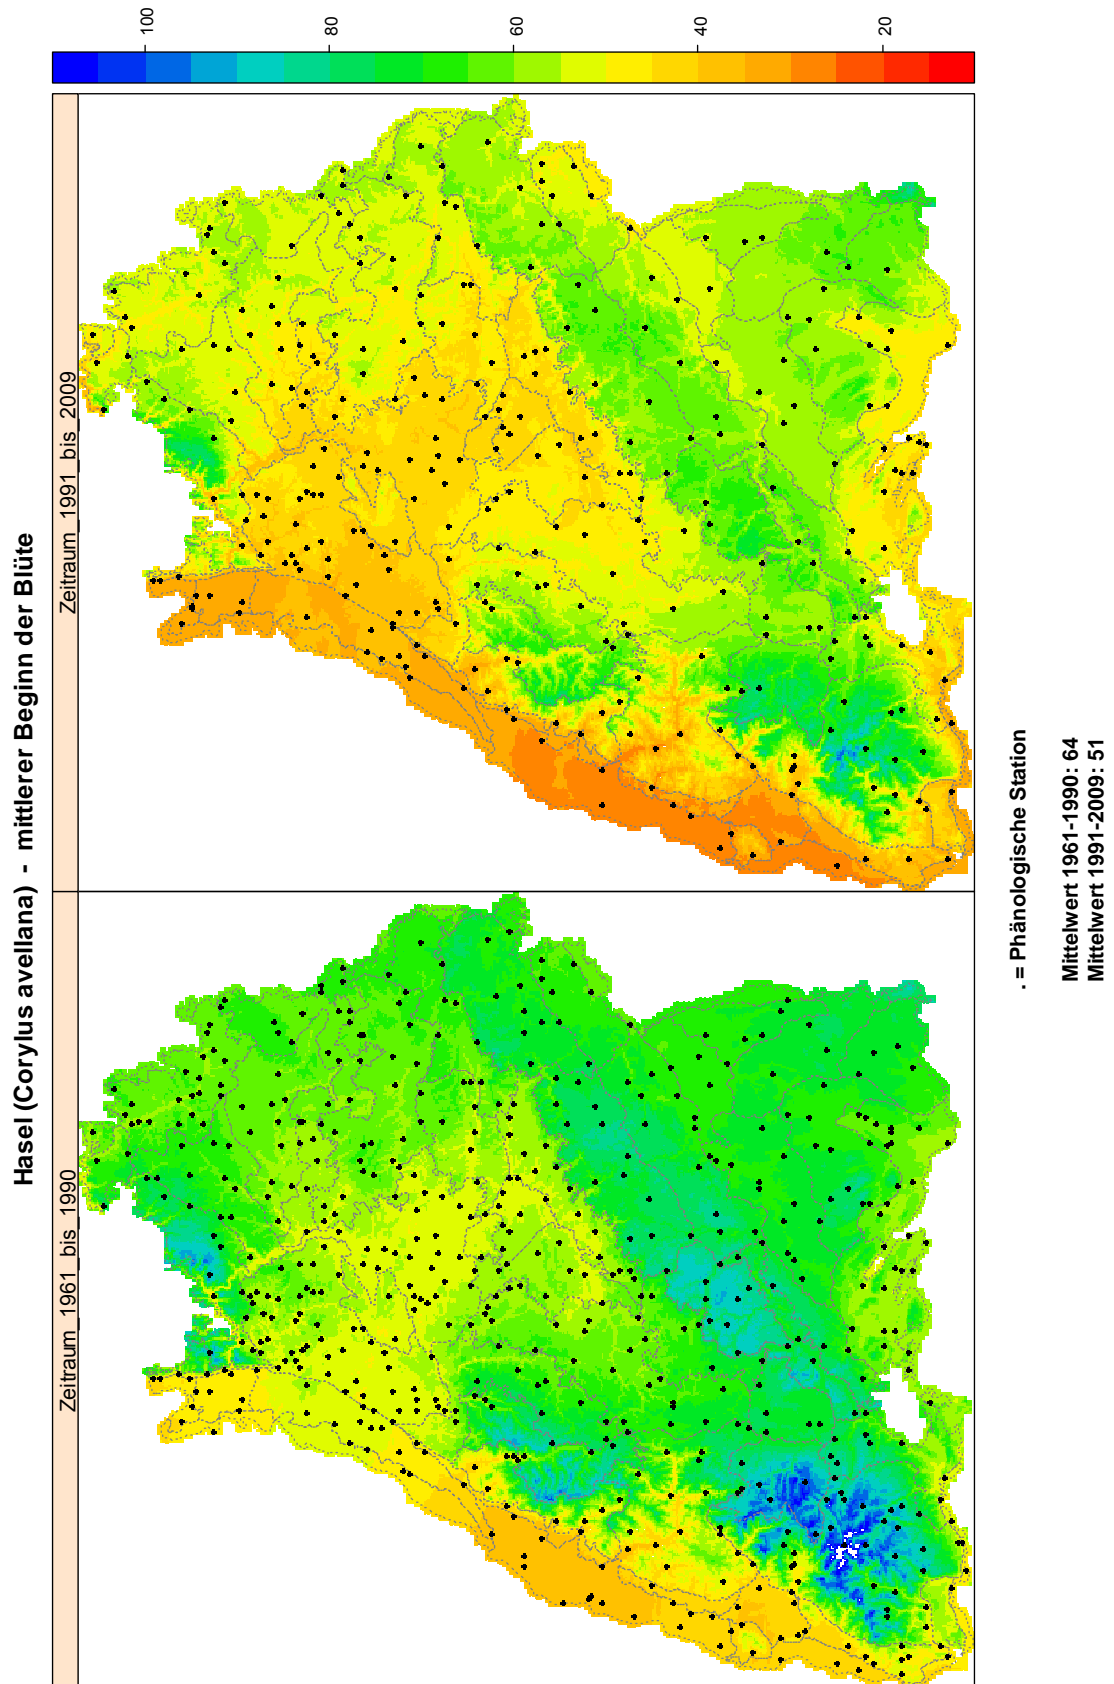 Hasel (Corylus avellana) - mittlerer Beginn der Blüte
Zeitraum_1961_bis_1990
Zeitraum_1991_bis_2009
100
80
60
40
20
. = Phänologische Station
Mittelwert 1961-1990: 64
Mittelwert 1991-2009: 51